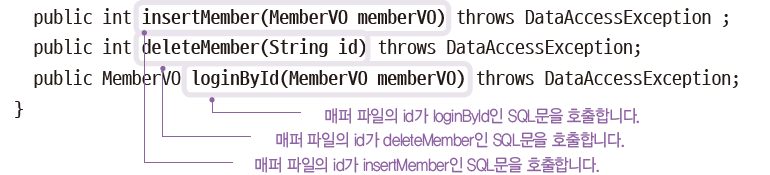 public int insertMember(MemberVO memberVO) throws DataAccessException ;
public int deleteMember(String id) throws DataAccessException;
public MemberVO loginById(MemberVO memberVO) throws DataAccessException;
}
매퍼 파일의 id가 loginById인 SQL문을 호출합니다.
매퍼 파일의 id가 deleteMember인 SQL문을 호출합니다.
매퍼 파일의 id가 insertMember인 SQL문을 호출합니다.